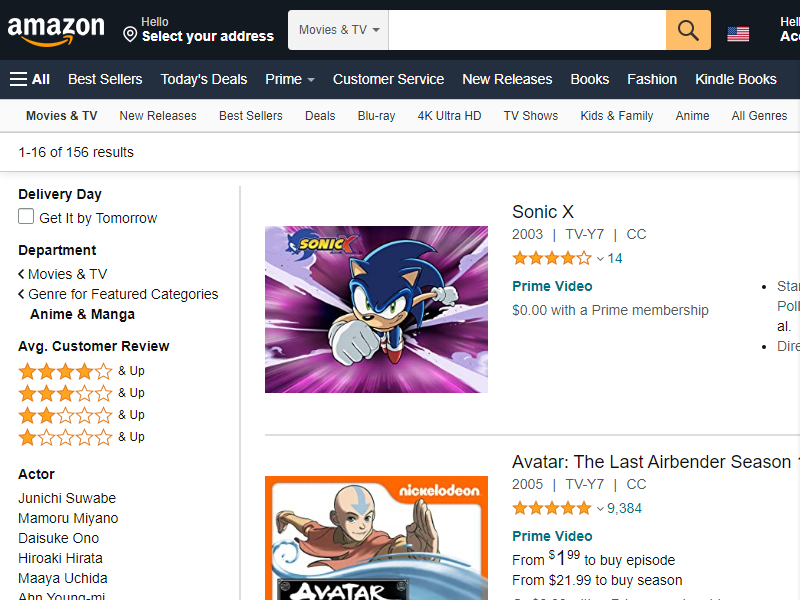 amazon
Hello
Select your address
Movies & TV
Hell
Acc
All Best Sellers Today's Deals Prime Customer Service New Releases Books Fashion Kindle Books
Movies & TV New Releases Best Sellers Deals Blu-ray 4K Ultra HD TV Shows Kids & Family Anime All Genres
1-16 of 156 results
Delivery Day
Get It by Tomorrow
Department
Movies & TV
Genre for Featured Categories
Anime & Manga
Avg. Customer Review
& Up
& Up
& Up
& Up
Actor
Junichi Suwabe
Mamoru Miyano
Daisuke Ono
Hiroaki Hirata
Maaya Uchida
Ahn Young-mi
SONIC X
Sonic X
2003 | TV-Y7 | CC
14
Prime Video
$0.00 with a Prime membership
Star
Poll
al.
Dire
nickelodeon
AVATAR
Avatar: The Last Airbender Season
2005 | TV-Y7 | CC
9,384
Prime Video
From $1.99 to buy episode
From $21.99 to buy season